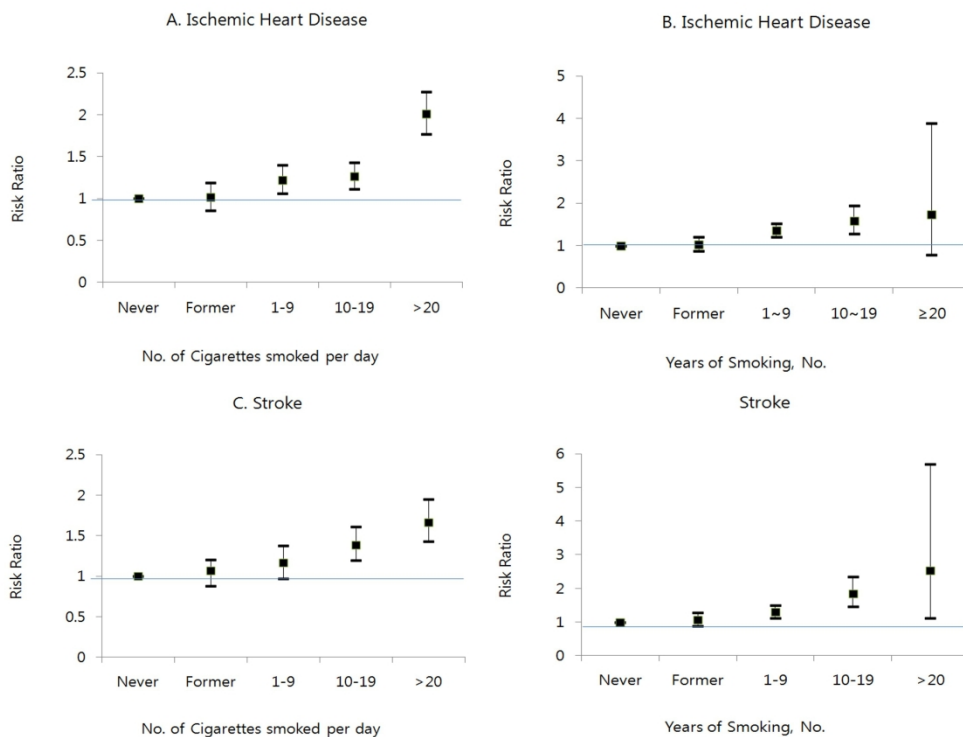 A. Ischemic Heart Disease
2.5
2
1.5
1
0.5
0
Risk Ratio
Never Former 1-9 10-19 >20
No. of Cigarettes smoked per day
B. Ischemic Heart Disease
5
4
3
2
1
0
Risk Ratio
Never Former 1~9 10~19 ≥20
Years of Smoking, No.
C. Stroke
2.5
2
1.5
1
0.5
0
Risk Ratio
Never Former 1-9 10-19 >20
No. of Cigarettes smoked per day
Stroke
6
5
4
3
2
1
0
Risk Ratio
Never Former 1-9 10-19 >20
Years of Smoking, No.